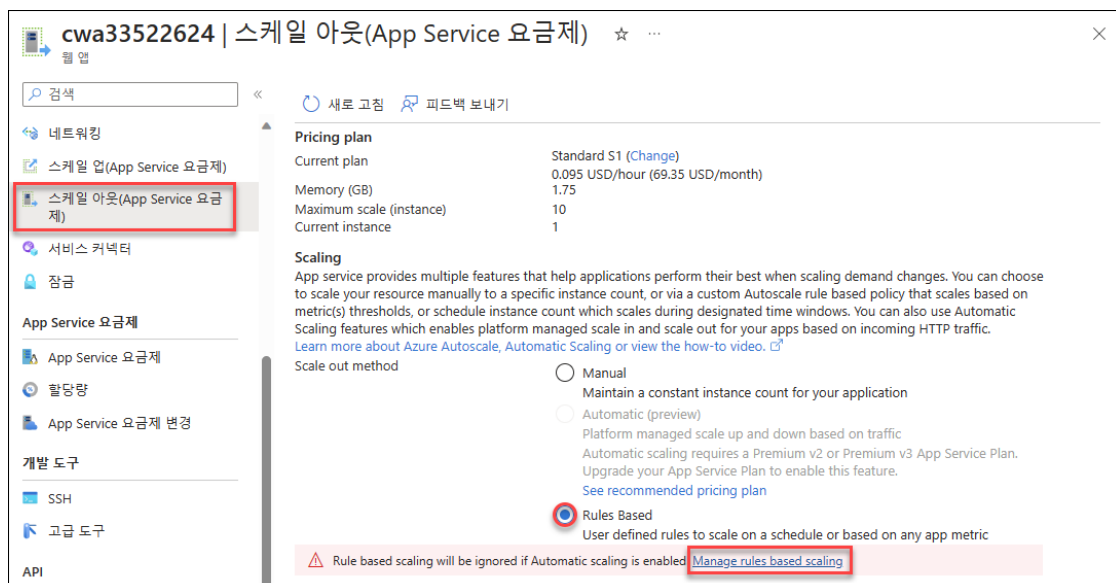 cwa33522624 | 스케일 아웃(App Service 요금제)
웹 앱
검색
네트워킹
스케일 업(App Service 요금제)
스케일 아웃(App Service 요금
제)
서비스 커넥터
잠금
App Service 요금제
App Service 요금제
할당량
App Service 요금제 변경
개발 도구
SSH
고급 도구
API
새로 고침 피드백 보내기
Pricing plan
Current plan Standard S1 (Change)
0.095 USD/hour (69.35 USD/month)
Memory (GB) 1.75
Maximum scale (instance) 10
Current instance 1
Scaling
App service provides multiple features that help applications perform their best when scaling demand changes. You can choose
to scale your resource manually to a specific instance count, or via a custom Autoscale rule based policy that scales based on
metric(s) thresholds, or schedule instance count which scales during designated time windows. You can also use Automatic
Scaling features which enables platform managed scale in and scale out for your apps based on incoming HTTP traffic.
Learn more about Azure Autoscale, Automatic Scaling or view the how-to video.
Scale out method
Manual
Maintain a constant instance count for your application
Automatic (preview)
Platform managed scale up and down based on traffic
Automatic scaling requires a Premium v2 or Premium v3 App Service Plan.
Upgrade your App Service Plan to enable this feature.
See recommended pricing plan
Rules Based
User defined rules to scale on a schedule or based on any app metric
Rule based scaling will be ignored if Automatic scaling is enabled Manage rules based scaling